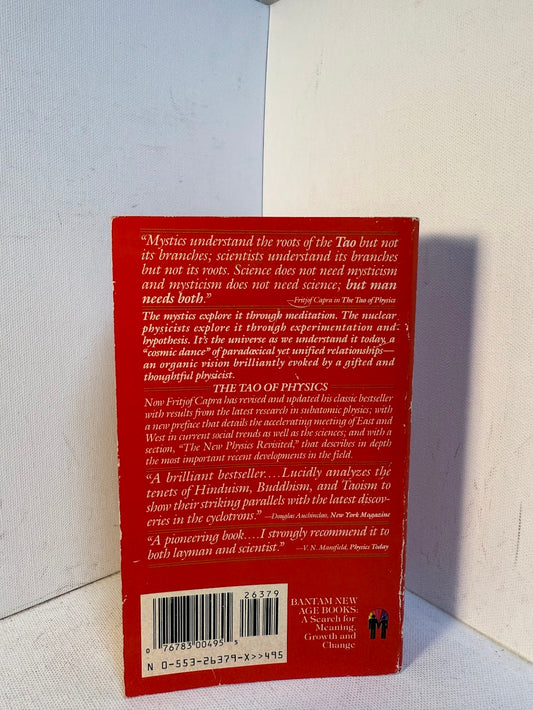 “Mystics understand the roots of the Tao but not
its branches; scientists understand its branches
but not its roots. Science does not need mysticism
and mysticism does not need science; but man
needs both.”
—Fritjof Capra in The Tao of Physics
The mystics explore it through meditation. The nuclear
physicists explore it through experimentation and
hypothesis. It's the universe as we understand it today, a
“cosmic dance” of paradoxical yet unified relationships—
an organic vision brilliantly evoked by a gifted and
thoughtful physicist.
THE TAO OF PHYSICS
Now Fritjof Capra has revised and updated his classic bestseller
with results from the latest research in subatomic physics; with
a new preface that details the accelerating meeting of East and
West in current social trends as well as the sciences; and with a
section, “The New Physics Revisited,” that describes in depth
the most important recent developments in the field.
“A brilliant bestseller....Lucidly analyzes the
tenets of Hinduism, Buddhism, and Taoism to
show their striking parallels with the latest discov-
eries in the cyclotrons.” —Douglas Auchincloss, New York Magazine
“A pioneering book....I strongly recommend it to
both layman and scientist.” —V. N. Mansfield, Physics Today
26379
0 76783 00495 5
N 0-553-26379-X>>495
BANTAM NEW
AGE BOOKS:
A Search for
Meaning,
Growth and
Change